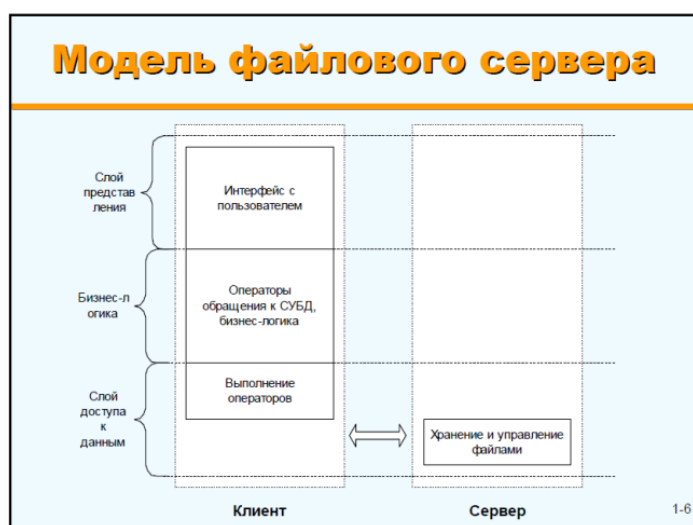 Модель файлового сервера
Слой
представ
ления
Интерфейс с
пользователем
Бизнес-л
огика
Операторы
обращения к СУБД,
бизнес-логика
Слой
доступа
к
данным
Выполнение
операторов
Хранение и управление
файлами
Клиент
Сервер
1-6